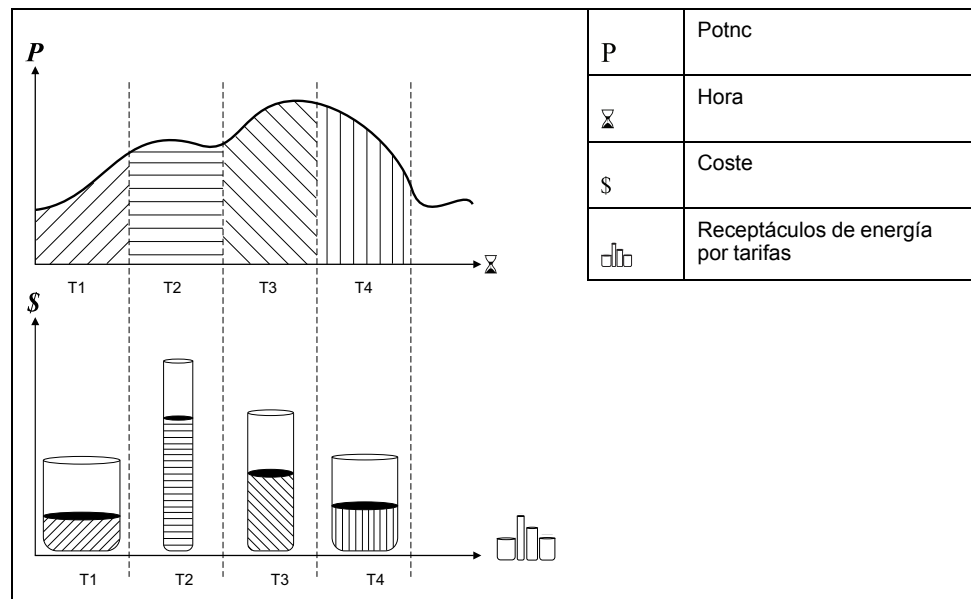 P
T1 T2 T3 T4
$
T1 T2 T3 T4
P Potnc
Hora
$ Coste
Receptáculos de energía
por tarifas